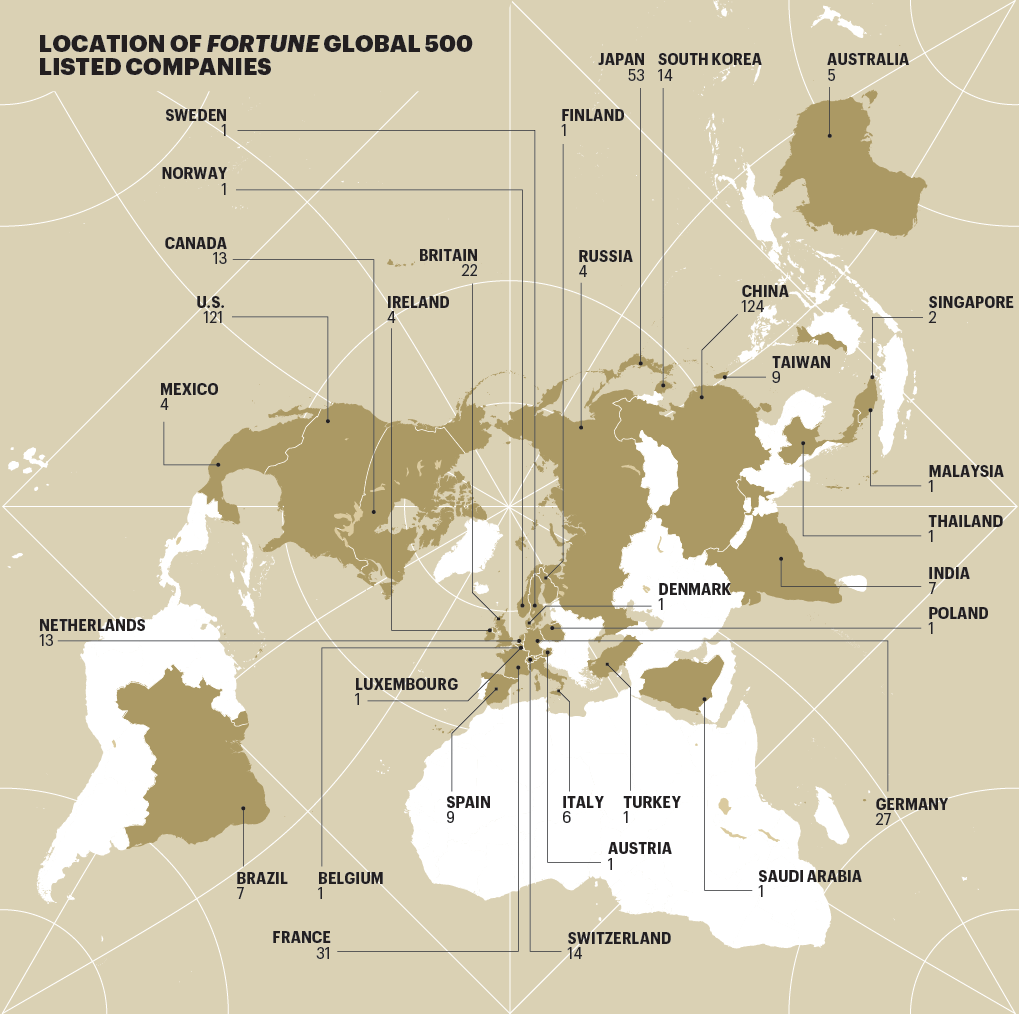 LOCATION OF FORTUNE GLOBAL 500
LISTED COMPANIES
JAPAN
53
SOUTH KOREA
14
AUSTRALIA
5
SWEDEN
1
FINLAND
1
NORWAY
1
CANADA
13
BRITAIN
22
RUSSIA
4
CHINA
124
U.S.
121
IRELAND
4
SINGAPORE
2
TAIWAN
9
MEXICO
4
MALAYSIA
1
THAILAND
1
INDIA
7
DENMARK
1
POLAND
1
NETHERLANDS
13
LUXEMBOURG
1
SPAIN
9
ITALY
6
TURKEY
1
GERMANY
27
AUSTRIA
1
BRAZIL
7
BELGIUM
1
SAUDI ARABIA
1
FRANCE
31
SWITZERLAND
14